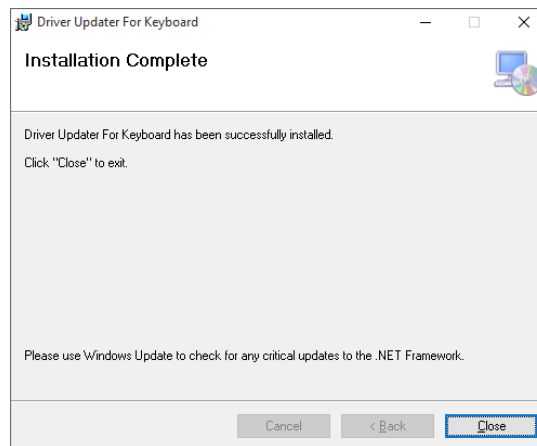 Driver Updater For Keyboard
Installation Complete
Driver Updater For Keyboard has been successfully installed.
Click "Close" to exit.
Please use Windows Update to check for any critical updates to the .NET Framework.
Cancel
< Back
Close